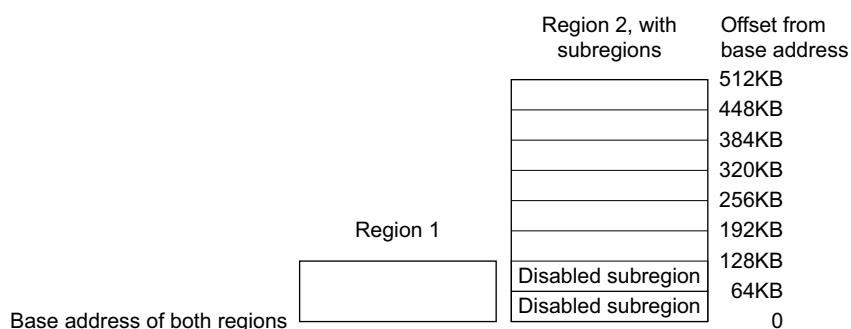 Region 2, with
subregions
Offset from
base address
512KB
448KB
384KB
320KB
256KB
Region 1
192KB
128KB
Disabled subregion
64KB
Disabled subregion
Base address of both regions
0